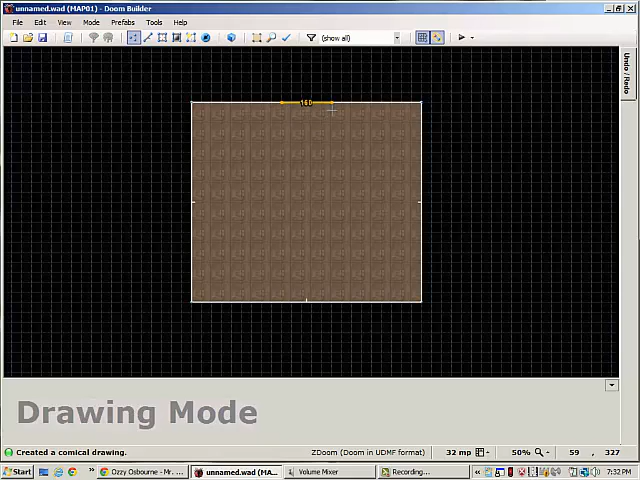 unnamed.wad (MAP01) - Doom Builder
File Edit View Mode Prefabs Tools Help
(show all)
Undo / Redo
160
Drawing Mode
Created a comical drawing.
ZDoom (Doom in UDMF format) 32 mp 50% 59 , 327
Start » Ozzy Osbourne - Mr. ... unnamed.wad (MA... Volume Mixer Recording... 7:32 PM